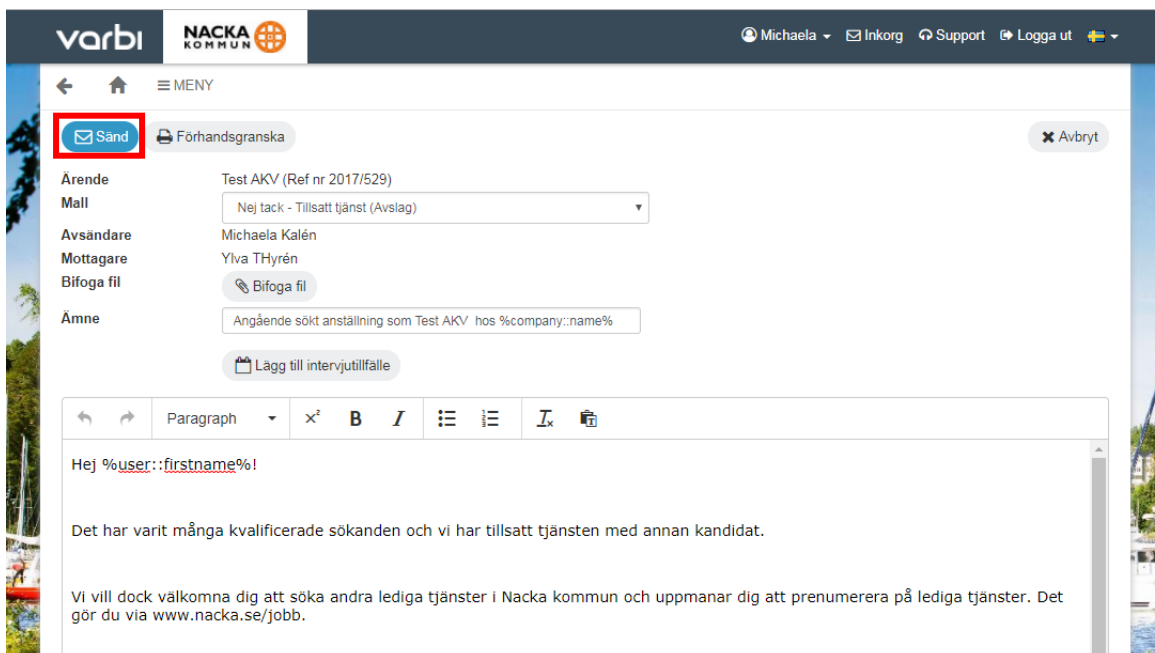 varbi NACKA KOMMUN Michaela Inkorg Support Logga ut
MENY
Sänd Förhandsgranska Avbryt
Ärende Test AKV (Ref nr 2017/529)
Mall Nej tack - Tillsatt tjänst (Avslag)
Avsändare Michaela Kalén
Mottagare Ylva THyrén
Bifoga fil Bifoga fil
Ämne Angående sökt anställning som Test AKV hos %company::name%
Lägg till intervjutillfälle
Paragraph x² B I Tx
Hej %user::firstname%!
Det har varit många kvalificerade sökanden och vi har tillsatt tjänsten med annan kandidat.
Vi vill dock välkomna dig att söka andra lediga tjänster i Nacka kommun och uppmanar dig att prenumerera på lediga tjänster. Det
gör du via www.nacka.se/jobb.